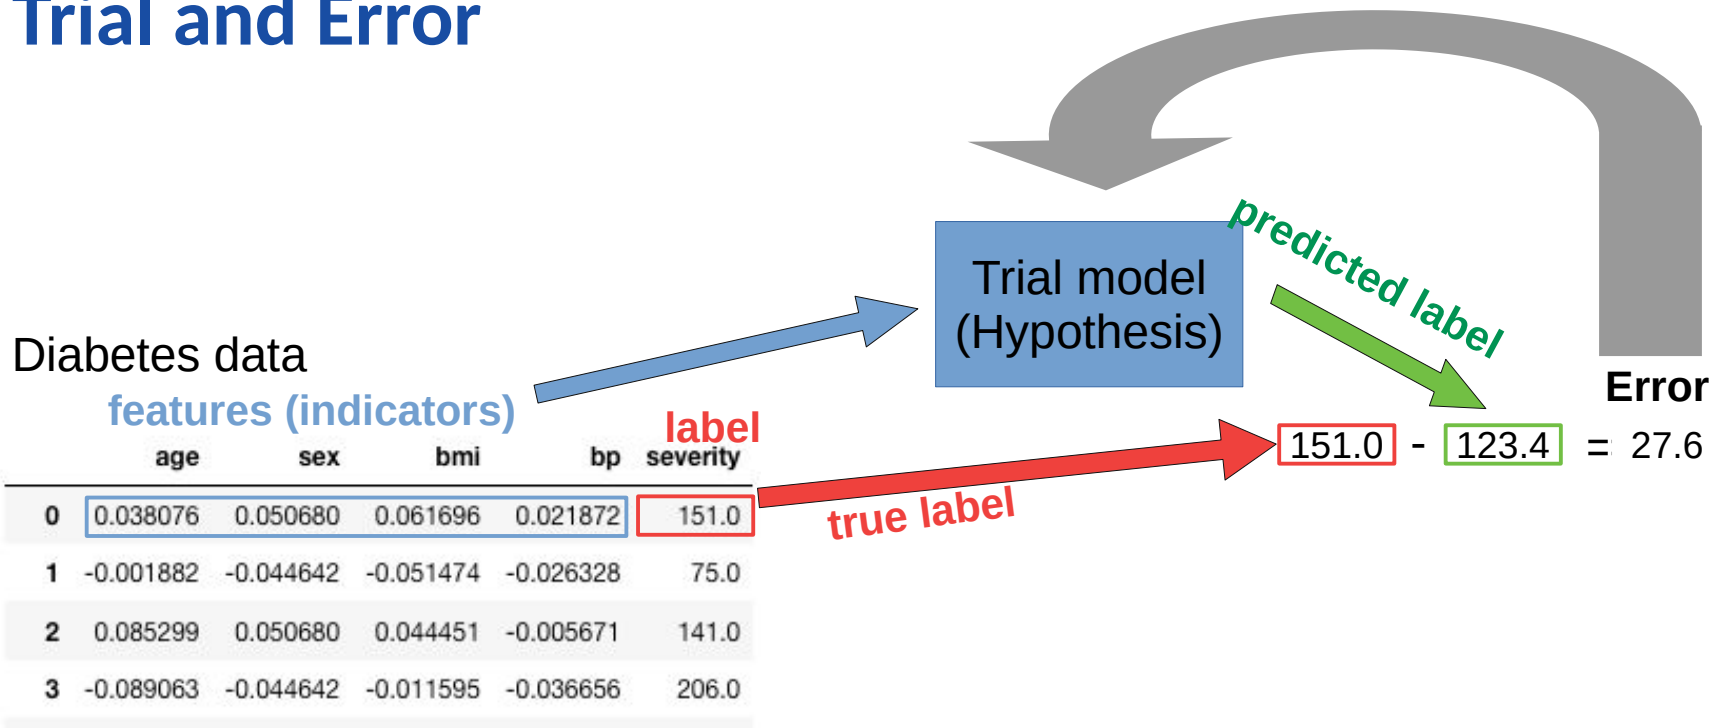 Trial and Error
Trial model
(Hypothesis)
predicted label
Diabetes data
features (indicators)
label
Error
151.0 - 123.4 = 27.6
true label
age sex bmi bp severity
0 0.038076 0.050680 0.061696 0.021872 151.0
1 -0.001882 -0.044642 -0.051474 -0.026328 75.0
2 0.085299 0.050680 0.044451 -0.005671 141.0
3 -0.089063 -0.044642 -0.011595 -0.036656 206.0